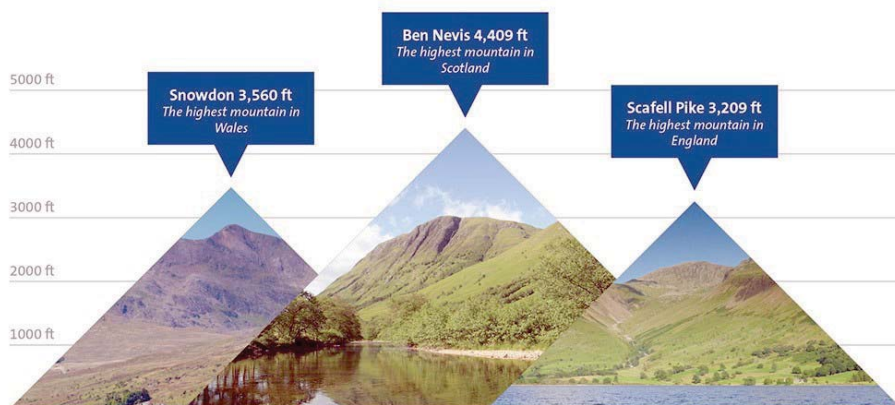 Ben Nevis 4,409 ft
The highest mountain in
Scotland
Snowdon 3,560 ft
The highest mountain in
Wales
Scafell Pike 3,209 ft
The highest mountain in
England
5000 ft
4000 ft
3000 ft
2000 ft
1000 ft